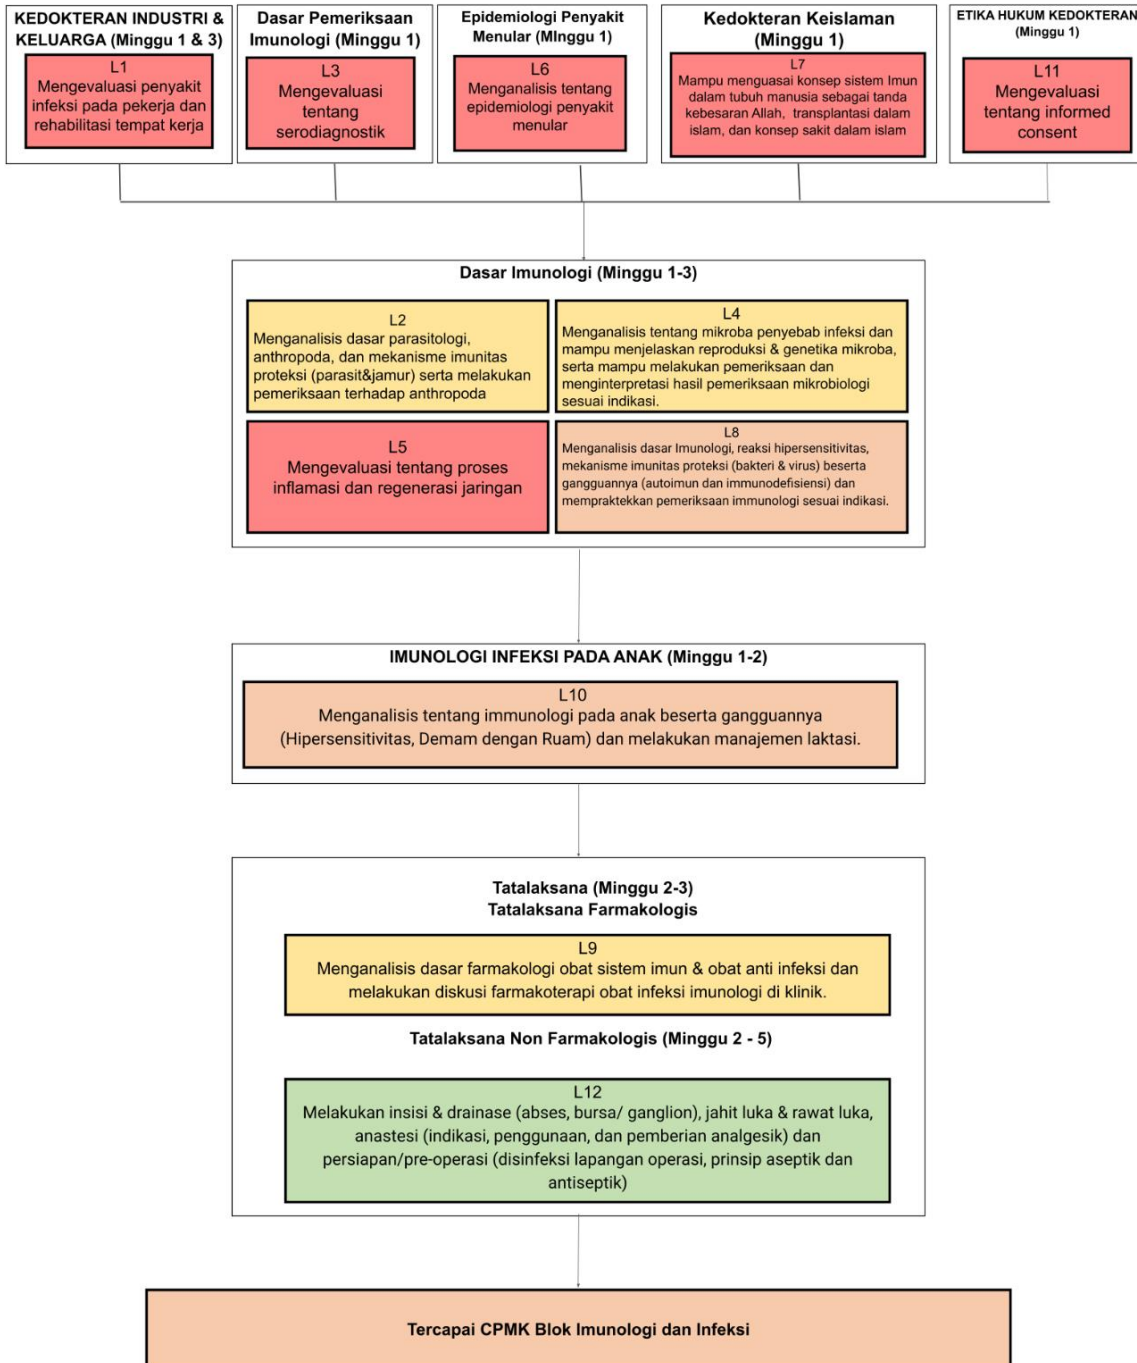 KEDOKTERAN INDUSTRI &
KELUARGA (Minggu 1 & 3)
L1
Mengevaluasi penyakit
infeksi pada pekerja dan
rehabilitasi tempat kerja
Dasar Pemeriksaan
Imunologi (Minggu 1)
L3
Mengevaluasi
tentang
serodiagnostik
Epidemiologi Penyakit
Menular (MInggu 1)
L6
Menganalisis tentang
epidemiologi penyakit
menular
Kedokteran Keislaman
(Minggu 1)
L7
Mampu menguasai konsep sistem Imun
dalam tubuh manusia sebagai tanda
kebesaran Allah, transplantasi dalam
islam, dan konsep sakit dalam islam
ETIKA HUKUM KEDOKTERAN
(Minggu 1)
L11
Mengevaluasi
tentang informed
consent
Dasar Imunologi (Minggu 1-3)
L2
Menganalisis dasar parasitologi,
anthropoda, dan mekanisme imunitas
proteksi (parasit&jamur) serta melakukan
pemeriksaan terhadap anthropoda
L4
Menganalisis tentang mikroba penyebab infeksi dan
mampu menjelaskan reproduksi & genetika mikroba,
serta mampu melakukan pemeriksaan dan
menginterpretasi hasil pemeriksaan mikrobiologi
sesuai indikasi.
L5
Mengevaluasi tentang proses
inflamasi dan regenerasi jaringan
L8
Menganalisis dasar Imunologi, reaksi hipersensitivitas,
mekanisme imunitas proteksi (bakteri & virus) beserta
gangguannya (autoimun dan immunodefisiensi) dan
mempraktekkan pemeriksaan immunologi sesuai indikasi.
IMUNOLOGI INFEKSI PADA ANAK (Minggu 1-2)
L10
Menganalisis tentang immunologi pada anak beserta gangguannya
(Hipersensitivitas, Demam dengan Ruam) dan melakukan manajemen laktasi.
Tatalaksana (Minggu 2-3)
Tatalaksana Farmakologis
L9
Menganalisis dasar farmakologi obat sistem imun & obat anti infeksi dan
melakukan diskusi farmakoterapi obat infeksi imunologi di klinik.
Tatalaksana Non Farmakologis (Minggu 2 - 5)
L12
Melakukan insisi & drainase (abses, bursa/ ganglion), jahit luka & rawat luka,
anastesi (indikasi, penggunaan, dan pemberian analgesik) dan
persiapan/pre-operasi (disinfeksi lapangan operasi, prinsip aseptik dan
antiseptik)
Tercapai CPMK Blok Imunologi dan Infeksi